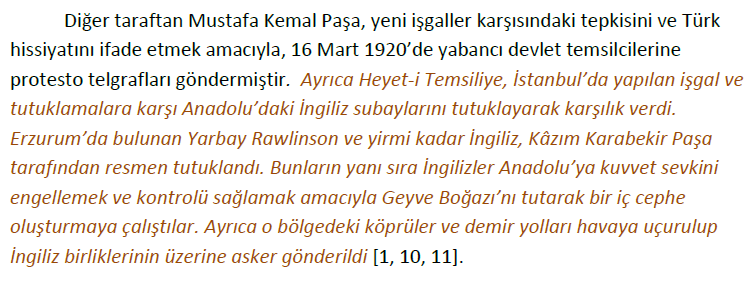 Diğer taraftan Mustafa Kemal Paşa, yeni işgaller karşısındaki tepkisini ve Türk
hissiyatını ifade etmek amacıyla, 16 Mart 1920’de yabancı devlet temsilcilerine
protesto telgrafları göndermiştir. Ayrıca Heyet-i Temsiliye, İstanbul’da yapılan işgal ve
tutuklamalara karşı Anadolu’daki İngiliz subaylarını tutuklayarak karşılık verdi.
Erzurum’da bulunan Yarbay Rawlinson ve yirmi kadar İngiliz, Kâzım Karabekir Paşa
tarafından resmen tutuklandı. Bunların yanı sıra İngilizler Anadolu’ya kuvvet sevkini
engellemek ve kontrolü sağlamak amacıyla Geyve Boğazı’nı tutarak bir iç cephe
oluşturmaya çalıştılar. Ayrıca o bölgedeki köprüler ve demir yolları havaya uçurulup
İngiliz birliklerinin üzerine asker gönderildi [1, 10, 11].